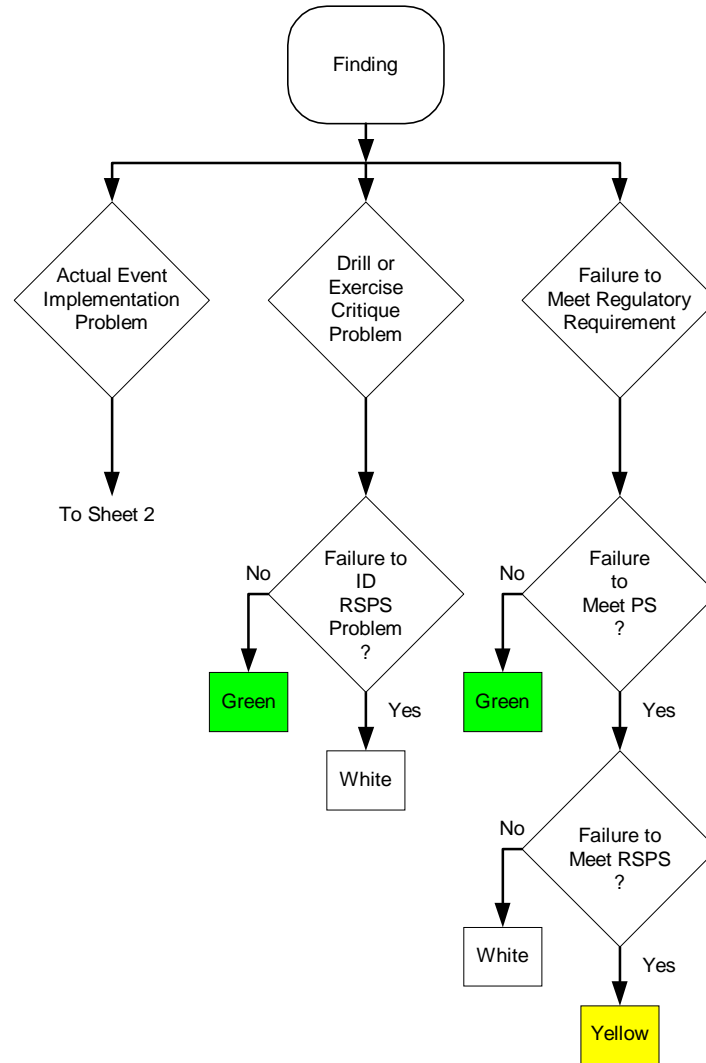 Finding
Actual Event
Implementation
Problem
Drill or
Exercise
Critique
Problem
Failure to
Meet Regulatory
Requirement
To Sheet 2
No
Failure to
ID
RSPS
Problem
?
Green
Yes
White
No
Failure
to
Meet PS
?
Green
Yes
No
Failure to
Meet RSPS
?
White
Yes
Yellow